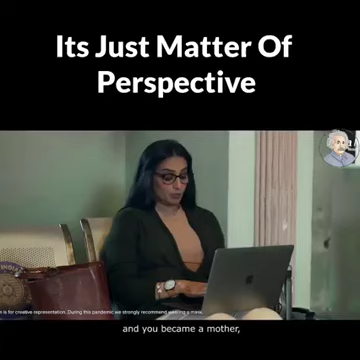 Its Just Matter Of
Perspective
is for creative representation. During this pandemic we strongly recommend wearing a mask.
and you became a mother,